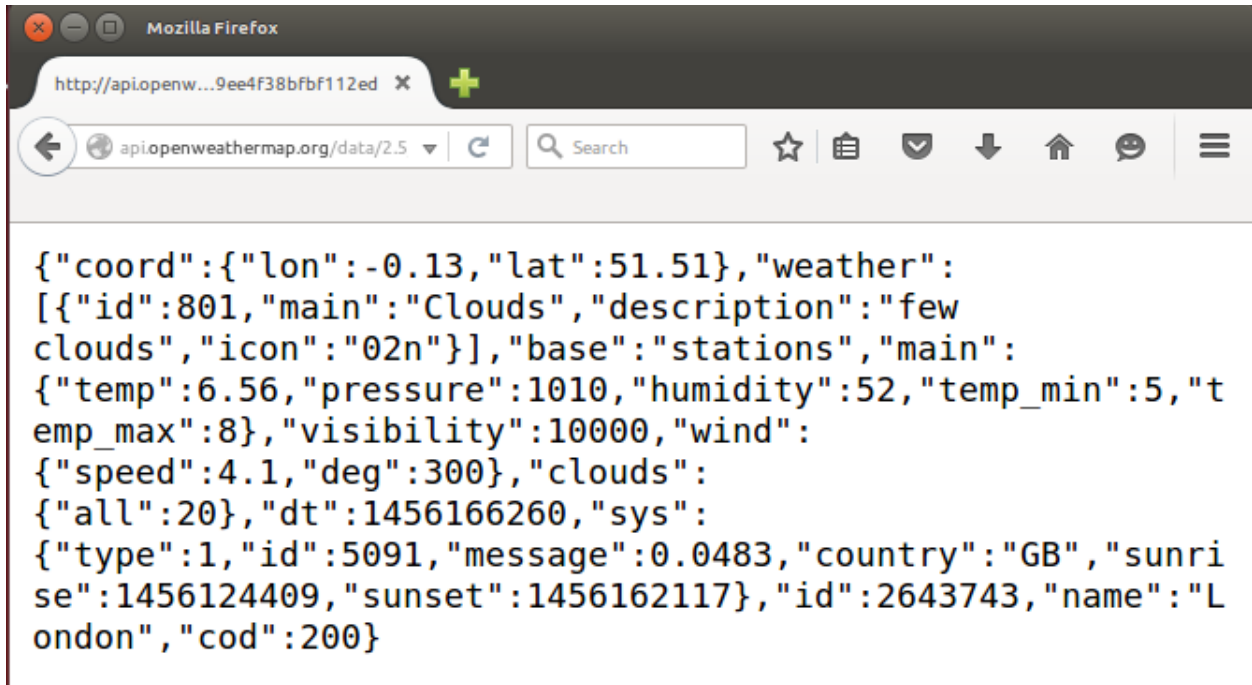 Mozilla Firefox
http://api.openw...9ee4f38bfbf112ed
api.openweathermap.org/data/2.5
Search
{"coord":{"lon":-0.13,"lat":51.51},"weather":
[{"id":801,"main":"Clouds","description":"few
clouds","icon":"02n"}],"base":"stations","main":
{"temp":6.56,"pressure":1010,"humidity":52,"temp_min":5,"t
emp_max":8},"visibility":10000,"wind":
{"speed":4.1,"deg":300},"clouds":
{"all":20},"dt":1456166260,"sys":
{"type":1,"id":5091,"message":0.0483,"country":"GB","sunri
se":1456124409,"sunset":1456162117},"id":2643743,"name":"L
ondon","cod":200}